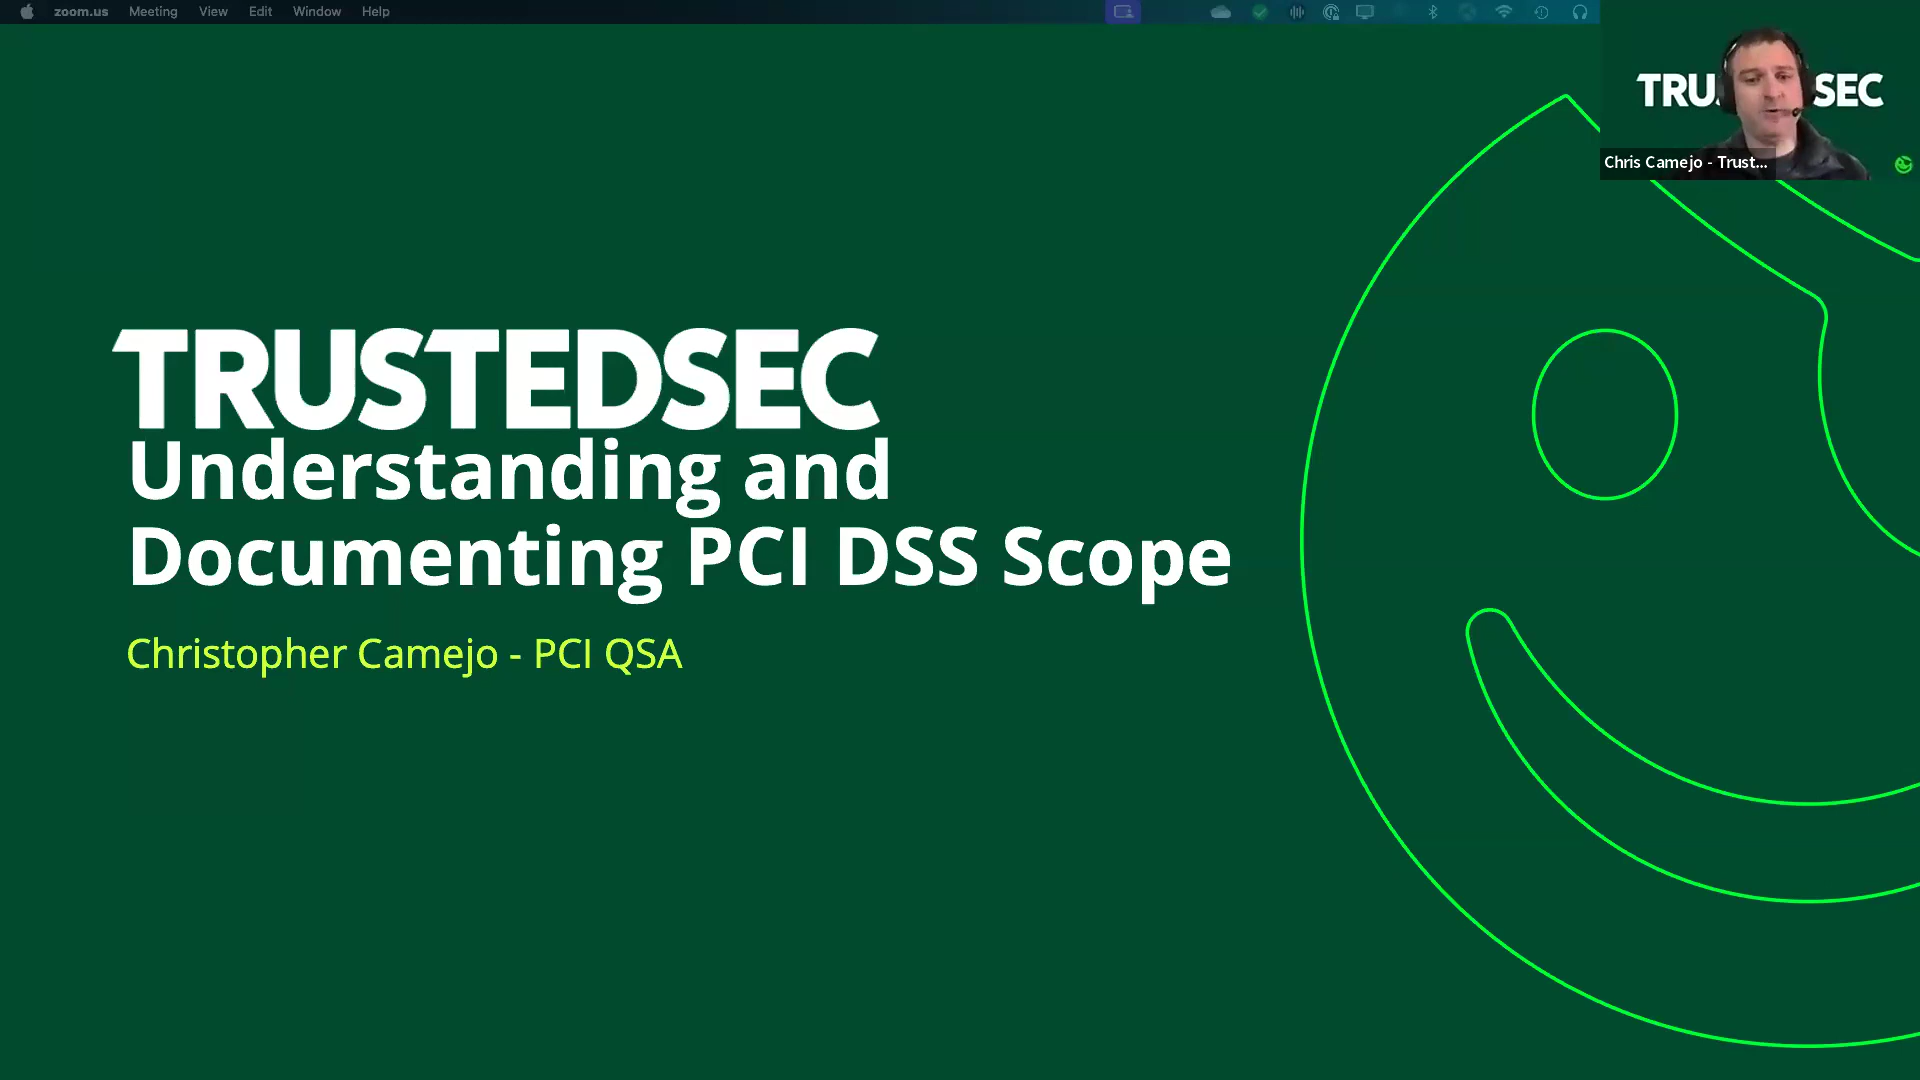 zoom.us Meeting View Edit Window Help
TRU SEC
Chris Camejo - Trust...
TRUSTEDSEC
Understanding and
Documenting PCI DSS Scope
Christopher Camejo - PCI QSA